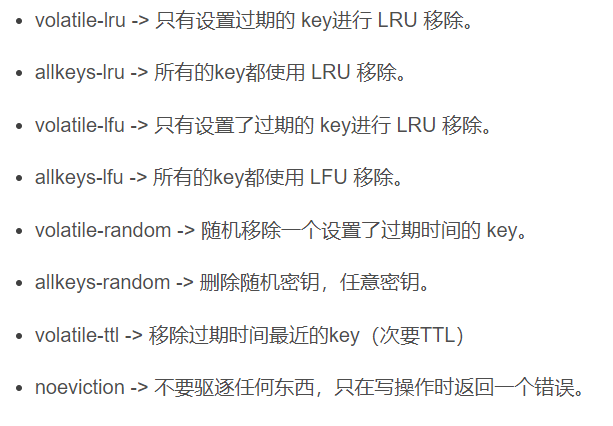 volatile-lru -> 只有设置过期的 key进行 LRU 移除。
allkeys-lru -> 所有的key都使用 LRU 移除。
volatile-lfu -> 只有设置了过期的 key进行 LRU 移除。
allkeys-lfu -> 所有的key都使用 LFU 移除。
volatile-random -> 随机移除一个设置了过期时间的 key。
allkeys-random -> 删除随机密钥，任意密钥。
volatile-ttl -> 移除过期时间最近的key（次要TTL）
noeviction -> 不要驱逐任何东西，只在写操作时返回一个错误。